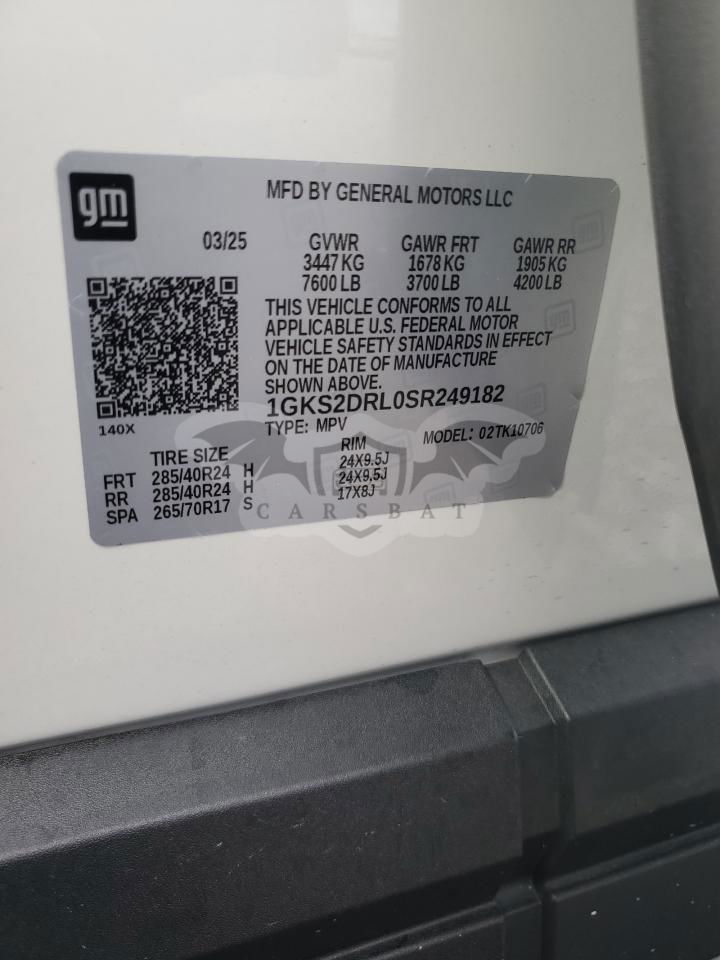 gm
MFD BY GENERAL MOTORS LLC
03/25 GVWR GAWR FRT GAWR RR
3447 KG 1678 KG 1905 KG
7600 LB 3700 LB 4200 LB
THIS VEHICLE CONFORMS TO ALL
APPLICABLE U.S. FEDERAL MOTOR
VEHICLE SAFETY STANDARDS IN EFFECT
ON THE DATE OF MANUFACTURE
SHOWN ABOVE.
1GKS2DRL0SR249182
140X
TYPE: MPV MODEL: 02TK10706
TIRE SIZE RIM
FRT 285/40R24 H 24X9.5J
RR 285/40R24 H 24X9.5J
SPA 265/70R17 S 17X8J
CARSBAT